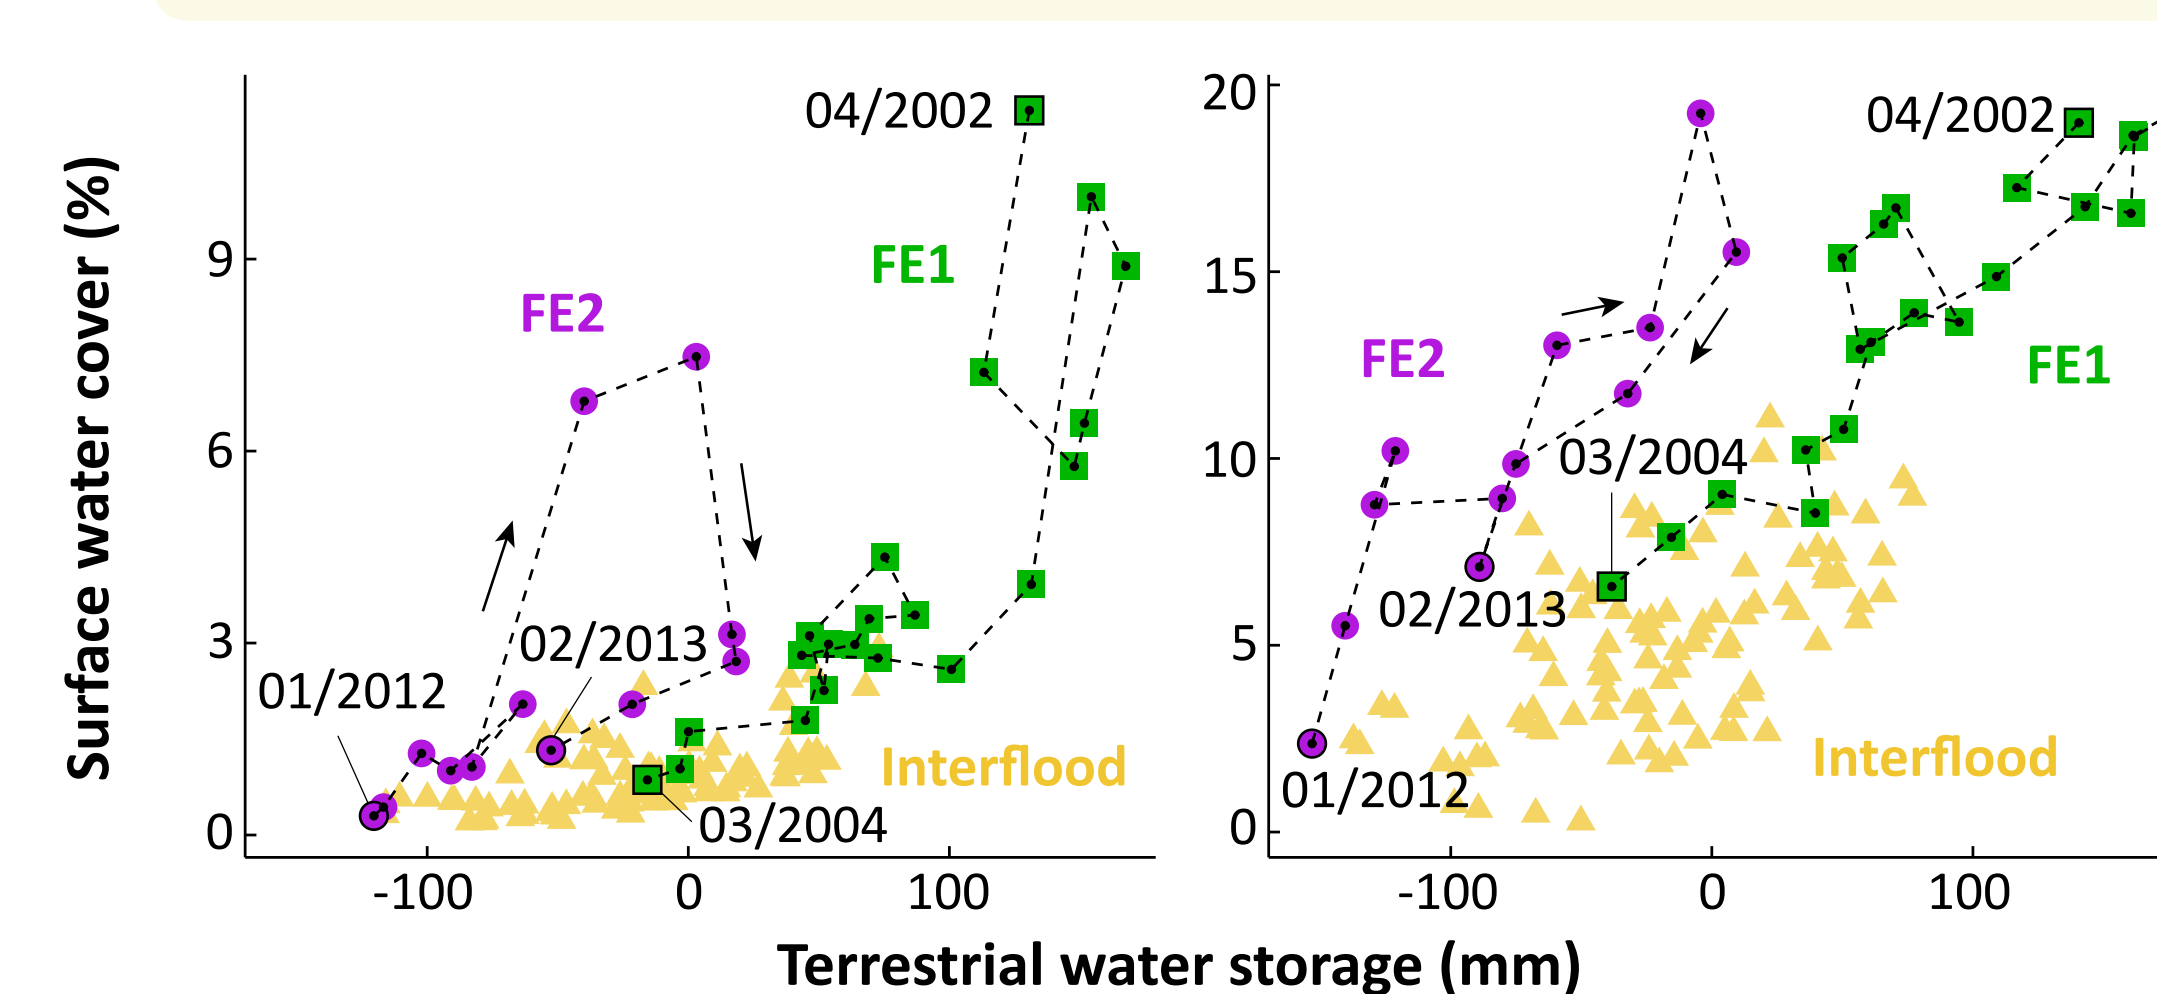 Surface water cover (%)
9
6
3
0
-100
0
100
04/2002
FE1
FE2
02/2013
01/2012
Interflood
03/2004
20
15
10
5
0
-100
0
100
04/2002
FE2
FE1
03/2004
02/2013
01/2012
Interflood
Terrestrial water storage (mm)